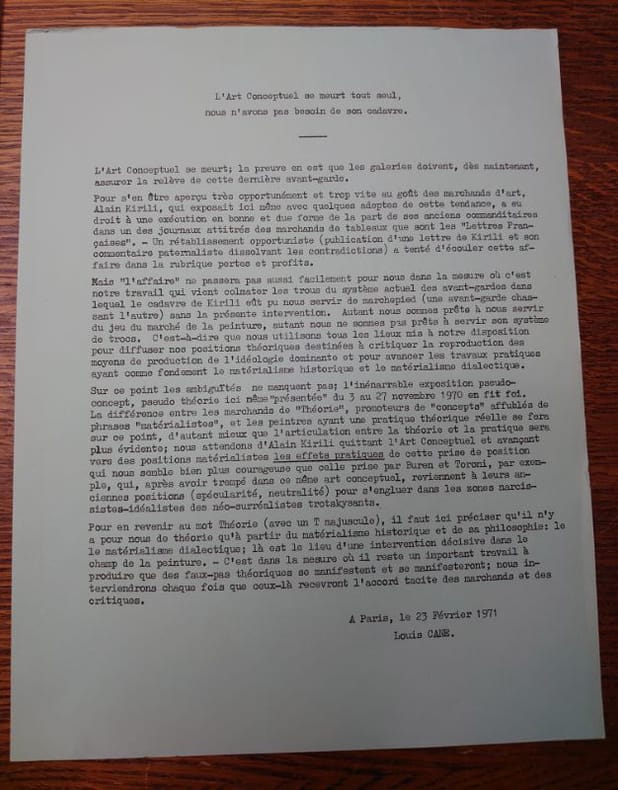 L'Art Conceptuel se meurt tout seul,
nous n'avons pas besoin de son cadavre.
L'Art Conceptuel se meurt; la preuve en est que les galeries doivent, dès maintenant,
assurer la relève de cette dernière avant-garde.
Pour s'en être aperçu très opportunément et trop vite au goût des marchands d'art,
Alain Kirili, qui exposait ici même avec quelques adeptes de cette tendance, a eu
droit à une exécution en bonne et due forme de la part de ses anciens commanditaires
dans un des journaux attitrés des marchands de tableaux que sont les "Lettres Fran-
çaises". - Un rétablissement opportuniste (publication d'une lettre de Kirili et son
commentaire paternaliste dissolvant les contradictions) a tenté d'écouler cette af-
faire dans la rubrique pertes et profits.
Mais "l'affaire" ne passera pas aussi facilement pour nous dans la mesure où c'est
notre travail qui vient colmater les trous du système actuel des avant-gardes dans
lequel le cadavre de Kirili eût pu nous servir de marchepied (une avant-garde chas-
sant l'autre) sans la présente intervention. Autant nous sommes prêts à nous servir
du jeu du marché de la peinture, autant nous ne sommes pas prêts à servir son système
de trocs. C'est-à-dire que nous utilisons tous les lieux mis à notre disposition
pour diffuser nos positions théoriques destinées à critiquer la reproduction des
moyens de production de l'idéologie dominante et pour avancer les travaux pratiques
ayant comme fondement le matérialisme historique et le matérialisme dialectique.
Sur ce point les ambiguïtés ne manquent pas; l'inénarrable exposition pseudo-
concept, pseudo théorie ici même "présentée" du 3 au 27 novembre 1970 en fit foi.
La différence entre les marchands de "Théorie", promoteurs de "concepts" affublés de
phrases "matérialistes", et les peintres ayant une pratique théorique réelle se fera
sur ce point, d'autant mieux que l'articulation entre la théorie et la pratique sera
plus évidente; nous attendons d'Alain Kirili quittant l'Art Conceptuel et avançant
vers des positions matérialistes les effets pratiques de cette prise de position
qui nous semble bien plus courageuse que celle prise par Buren et Toroni, par exem-
ple, qui, après avoir trampé dans ce même art conceptuel, reviennent à leurs an-
ciennes positions (spécularité, neutralité) pour s'engluer dans les zones narcis-
sistes-idéalistes des néo-surréalistes trotskysants.
Pour en revenir au mot Théorie (avec un T majuscule), il faut ici préciser qu'il n'y
a pour nous de théorie qu'à partir du matérialisme historique et de sa philosophie: le
le matérialisme dialectique; là est le lieu d'une intervention décisive dans le
champ de la peinture. - C'est dans la mesure où il reste un important travail à
produire que des faux-pas théoriques se manifestent et se manifesteront; nous in-
terviendrons chaque fois que ceux-là recevront l'accord tacite des marchands et des
critiques.
A Paris, le 23 Février 1971
Louis CANE.